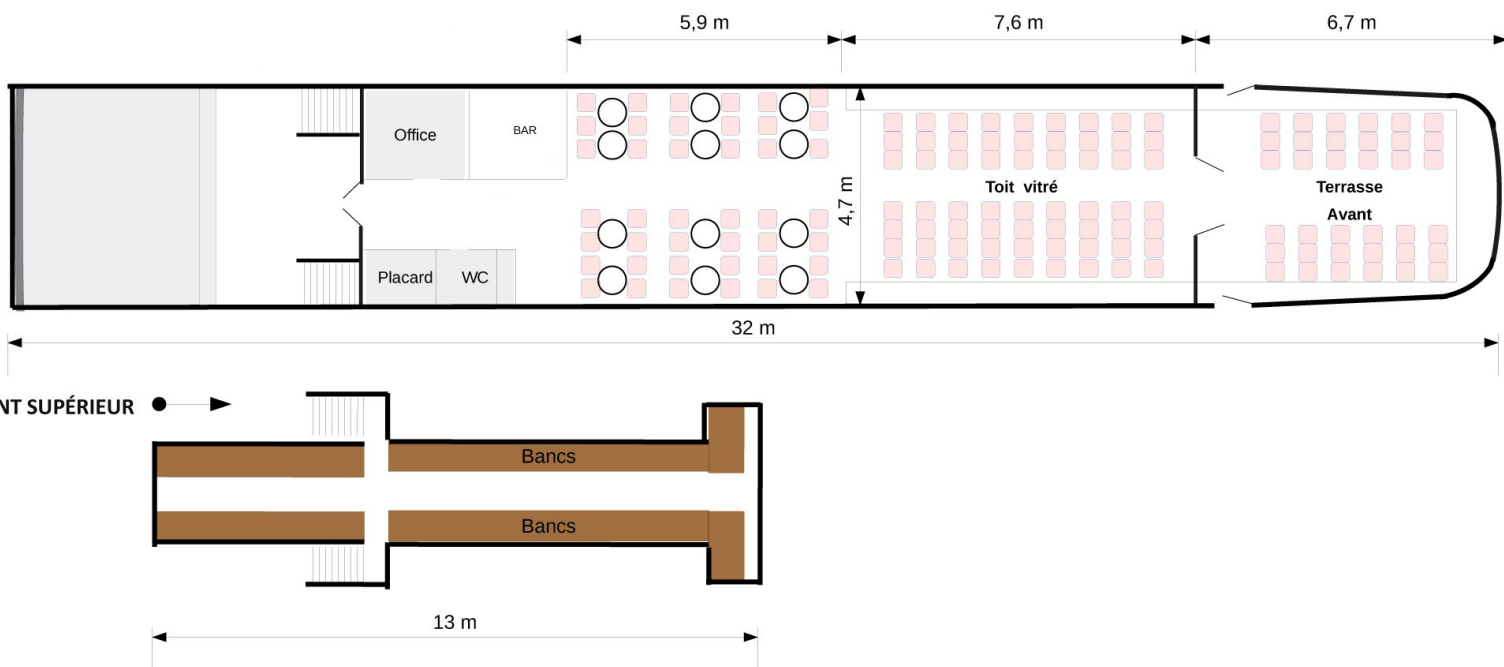 5,9 m
7,6 m
6,7 m
Office
BAR
Toit vitré
Terrasse
Avant
4,7 m
Placard
WC
32 m
NT SUPÉRIEUR
Bancs
Bancs
13 m